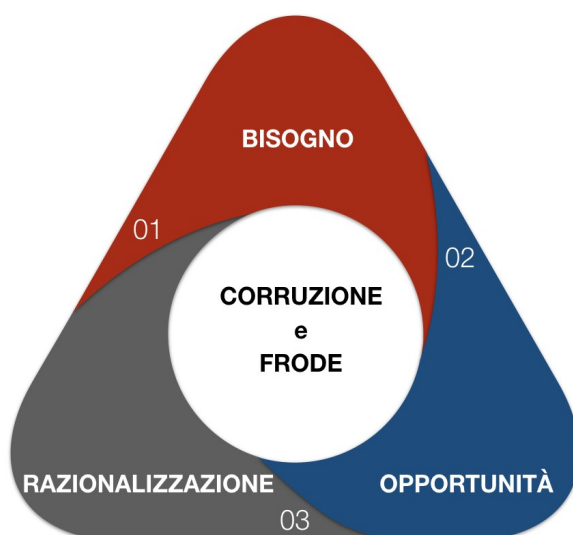 BISOGNO
01
02
CORRUZIONE
e
FRODE
RAZIONALIZZAZIONE
OPPORTUNITÀ
03